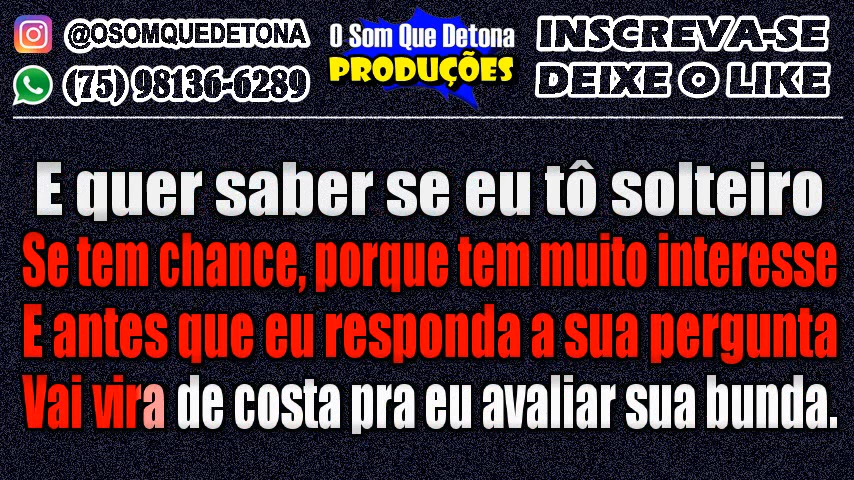 @OSOMQUEDETONA
(75) 98136-6289
O Som Que Detona
PRODUÇÕES
INSCREVA-SE
DEIXE O LIKE
E quer saber se eu tô solteiro
Se tem chance, porque tem muito interesse
E antes que eu responda a sua pergunta
Vai vira de costa pra eu avaliar sua bunda.